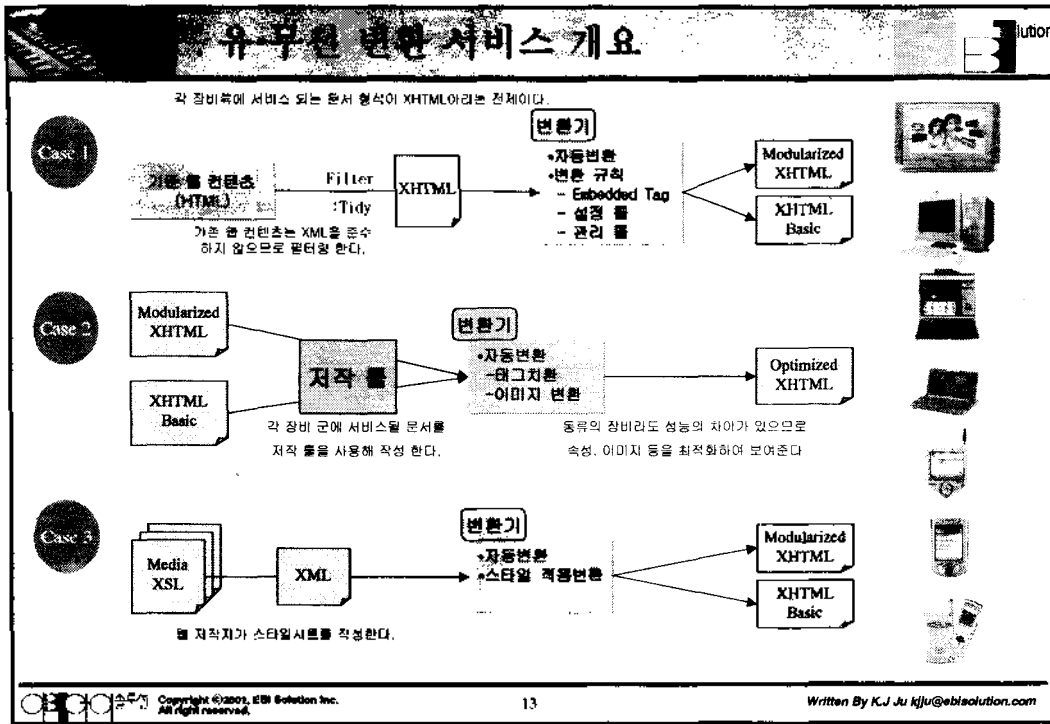 유·무선 변환 서비스 개요
lution
각 장비류에 서비스 되는 문서 형식이 XHTML이라는 전제이다.
Case 1
기존 웹 컨텐츠
(HTML)
Filter
:Tidy
XHTML
변환기
•자동변환
•변환 규칙
– Embedded Tag
– 설정 툴
– 관리 툴
Modularized
XHTML
XHTML
Basic
기존 웹 컨텐츠는 XML을 준수
하지 않으므로 필터링 한다.
Case 2
Modularized
XHTML
XHTML
Basic
저작 툴
변환기
•자동변환
–태그치환
–이미지 변환
Optimized
XHTML
각 장비 군에 서비스될 문서를
저작 툴을 사용해 작성 한다.
동류의 장비라도 성능의 차이가 있으므로
속성, 이미지 등을 최적화하여 보여준다
Case 3
Media
XSL
XML
변환기
•자동변환
•스타일 적용변환
Modularized
XHTML
XHTML
Basic
웹 저작자가 스타일시트를 작성한다.
솔루션
Copyright ©2002, EBI Solution Inc.
All right reserved.
13
Written By K.J Ju kjju@ebisolution.com